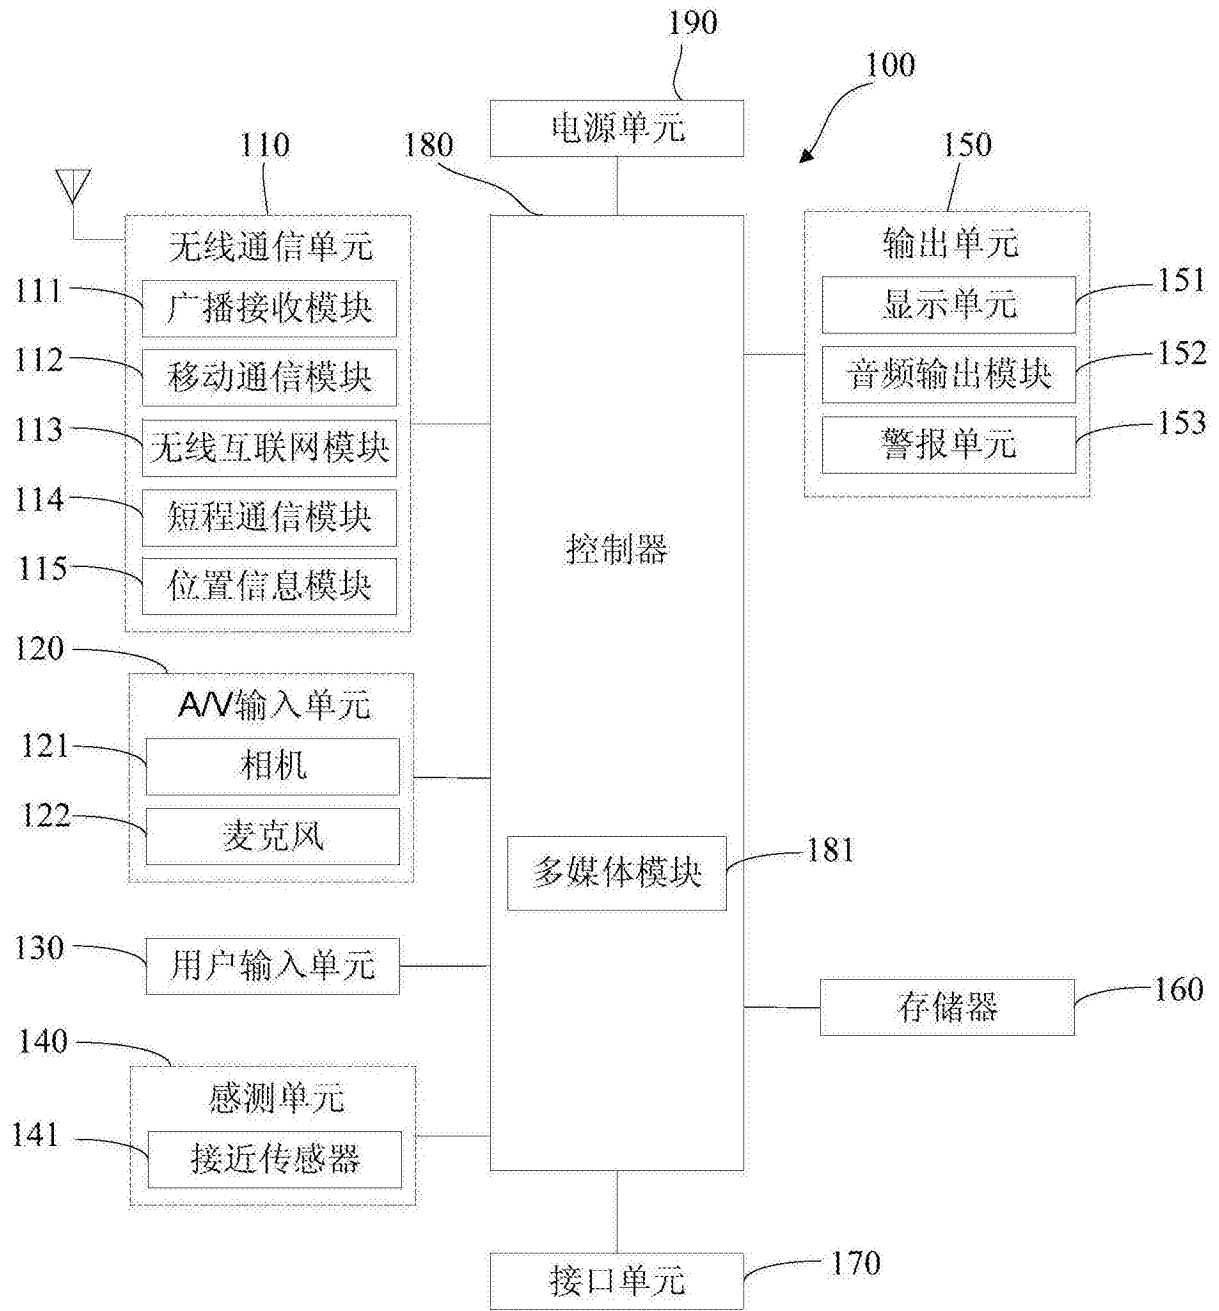 190
100
电源单元
110
180
150
无线通信单元
111
广播接收模块
112
移动通信模块
113
无线互联网模块
114
短程通信模块
115
位置信息模块
输出单元
显示单元
151
音频输出模块
152
警报单元
153
控制器
120
A/V输入单元
121
相机
122
麦克风
多媒体模块
181
130
用户输入单元
存储器
160
140
感测单元
141
接近传感器
接口单元
170